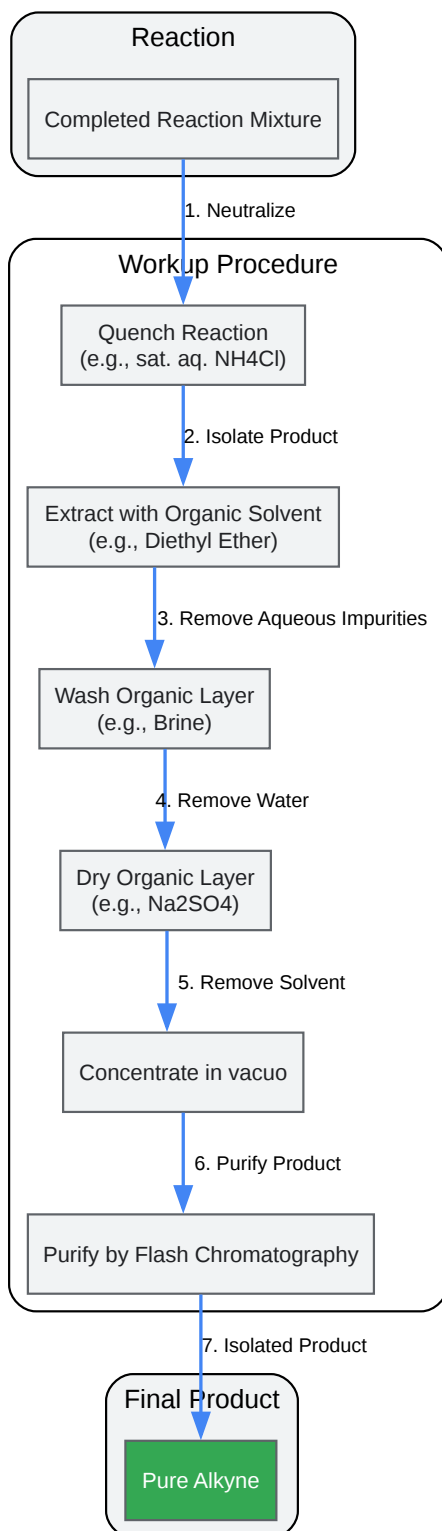 Reaction
Completed Reaction Mixture
1. Neutralize
Workup Procedure
Quench Reaction
(e.g., sat. aq. NH4Cl)
2. Isolate Product
Extract with Organic Solvent
(e.g., Diethyl Ether)
3. Remove Aqueous Impurities
Wash Organic Layer
(e.g., Brine)
4. Remove Water
Dry Organic Layer
(e.g., Na2SO4)
5. Remove Solvent
Concentrate in vacuo
6. Purify Product
Purify by Flash Chromatography
7. Isolated Product
Final Product
Pure Alkyne